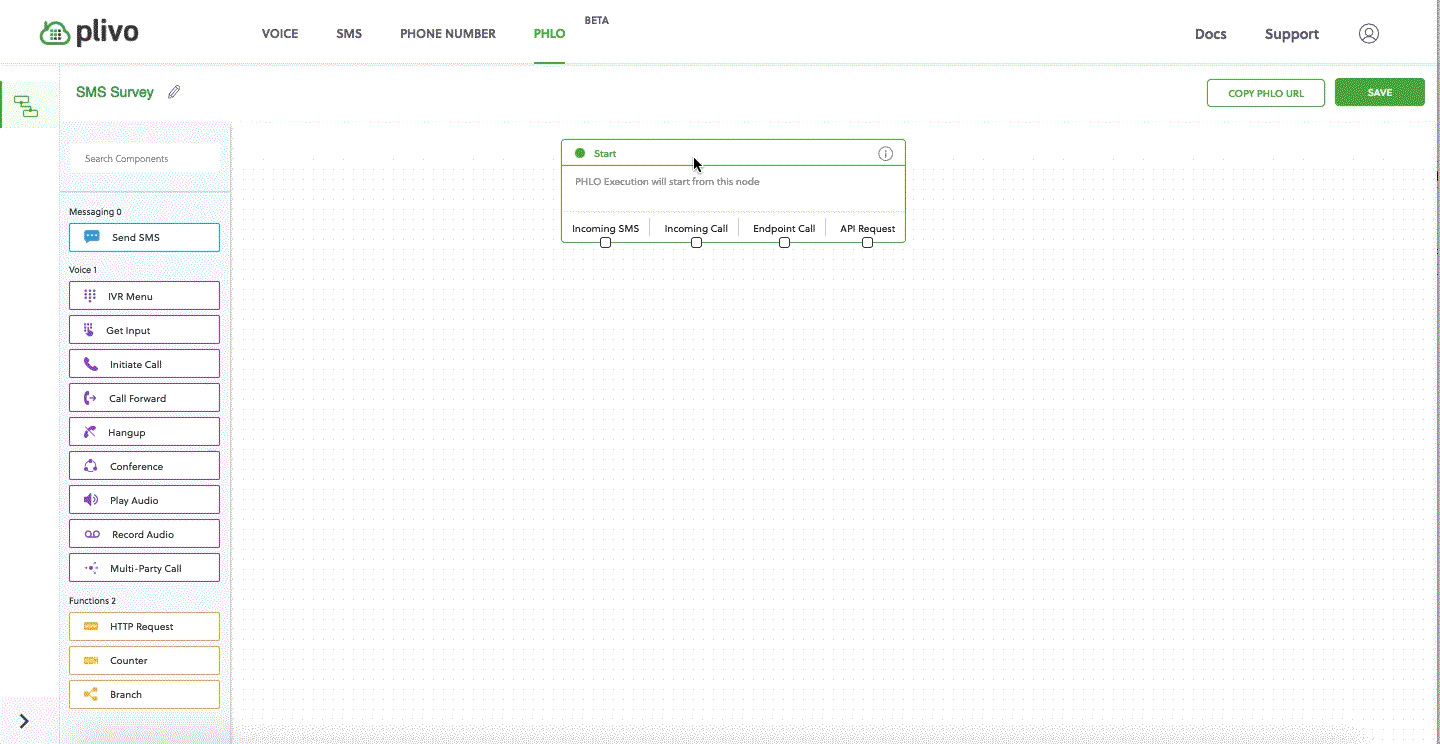 plivo
VOICE
SMS
PHONE NUMBER
PHLO
BETA
Docs
Support
SMS Survey
COPY PHLO URL
SAVE
Search Components
Messaging 0
Send SMS
Voice 1
IVR Menu
Get Input
Initiate Call
Call Forward
Hangup
Conference
Play Audio
Record Audio
Multi-Party Call
Functions 2
HTTP Request
Counter
Branch
Start
PHLO Execution will start from this node
Incoming SMS
Incoming Call
Endpoint Call
API Request